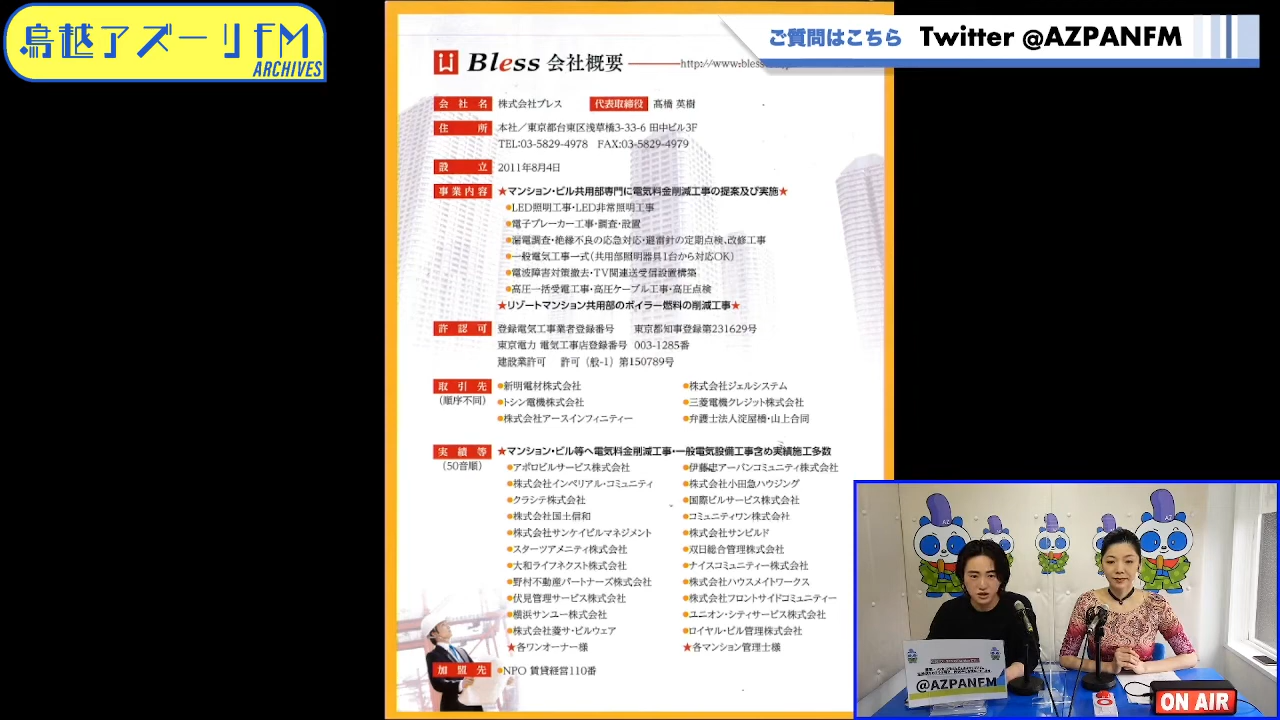 鳥越アズーリFM
ARCHIVES
ご質問はこちら Twitter @AZPANFM
Bless 会社概要 http://www.bless
会社名 株式会社ブレス 代表取締役 髙橋 英樹
住所 本社/東京都台東区浅草橋3-33-6 田中ビル3F
TEL:03-5829-4978 FAX:03-5829-4979
設立 2011年8月4日
事業内容 ★マンション・ビル共用部専門に電気料金削減工事の提案及び実施★
●LED照明工事・LED非常照明工事
●電子ブレーカー工事・調査・設置
●漏電調査・絶縁不良の応急対応・避雷針の定期点検、改修工事
●一般電気工事一式(共用部照明器具1台から対応OK)
●電波障害対策撤去・TV関連送受信設置構築
●高圧一括受電工事・高圧ケーブル工事・高圧点検
★リゾートマンション共用部のボイラー燃料の削減工事★
許認可 登録電気工事業者登録番号 東京都知事登録第231629号
東京電力 電気工事店登録番号 003-1285番
建設業許可 許可(般-1)第150789号
取引先 ●新明電材株式会社 ●株式会社ジェルシステム
(順序不同) ●トシン電機株式会社 ●三菱電機クレジット株式会社
●株式会社アースインフィニティー ●弁護士法人淀屋橋・山上合同
実績等 ★マンション・ビル等へ電気料金削減工事・一般電気設備工事含め実績施工多数
(50音順) ●アポロビルサービス株式会社 ●伊藤忠アーバンコミュニティ株式会社
●株式会社インペリアル・コミュニティ ●株式会社小田急ハウジング
●クラシテ株式会社 ●国際ビルサービス株式会社
●株式会社国土信和 ●コミュニティワン株式会社
●株式会社サンケイビルマネジメント ●株式会社サンビルド
●スターツアメニティ株式会社 ●双日総合管理株式会社
●大和ライフネクスト株式会社 ●ナイスコミュニティー株式会社
●野村不動産パートナーズ株式会社 ●株式会社ハウスメイトワークス
●伏見管理サービス株式会社 ●株式会社フロントサイドコミュニティー
●横浜サンユー株式会社 ●ユニオン・シティサービス株式会社
●株式会社菱サ・ビルウェア ●ロイヤル・ビル管理株式会社
★各ワンオーナー様 ★各マンション管理士様
加盟先 ●NPO 賃貸経営110番
@AZPANFM
ON AIR